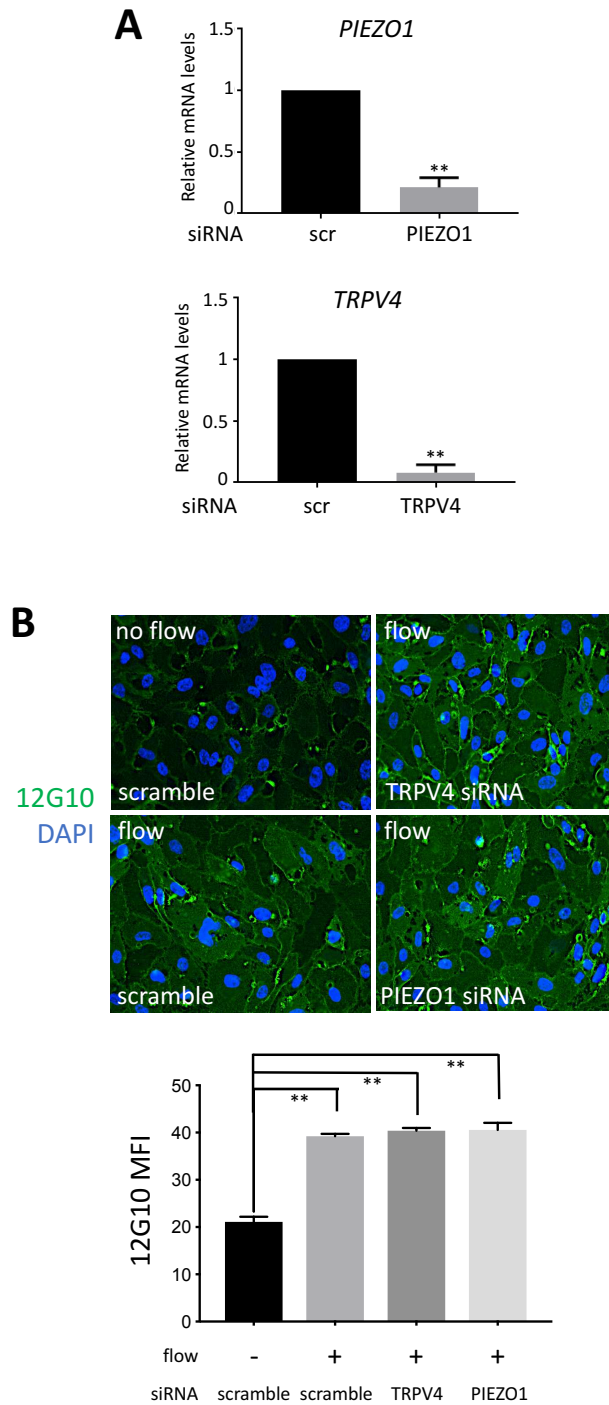 A
PIEZO1
Relative mRNA levels
1.5
1
0.5
0
**
siRNA scr PIEZO1
TRPV4
Relative mRNA levels
1.5
1
0.5
0
**
siRNA scr TRPV4
B
12G10
DAPI
no flow
scramble
flow
TRPV4 siRNA
flow
scramble
flow
PIEZO1 siRNA
12G10 MFI
50
40
30
20
10
0
**
**
**
flow - + + +
siRNA scramble scramble TRPV4 PIEZO1